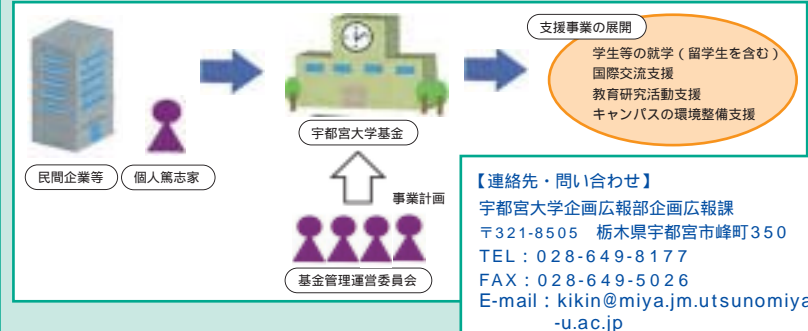 支援事業の展開
学生等の就学（留学生を含む）
国際交流支援
教育研究活動支援
キャンパスの環境整備支援
宇都宮大学基金
民間企業等
個人篤志家
事業計画
基金管理運営委員会
【連絡先・問い合わせ】
宇都宮大学企画広報部企画広報課
〒321-8505 栃木県宇都宮市峰町350
TEL：028-649-8177
FAX：028-649-5026
E-mail：kikin@miya.jm.utsunomiya
-u.ac.jp